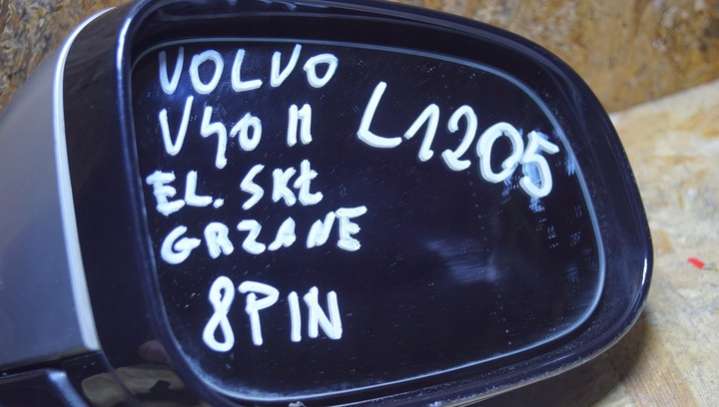 VOLVO
V40 II
L1205
EL. SKŁ
GRZANE
8PIN